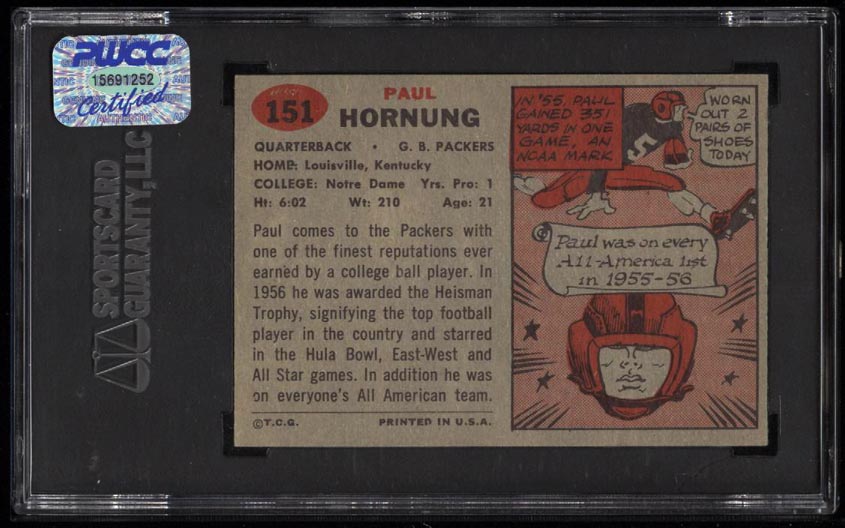 PWCC
15691252
Certified
SPORTSCARD
GUARANTY, LLC
151
PAUL
HORNUNG
QUARTERBACK • G. B. PACKERS
HOME: Louisville, Kentucky
COLLEGE: Notre Dame Yrs. Pro: 1
Ht: 6:02 Wt: 210 Age: 21
Paul comes to the Packers with
one of the finest reputations ever
earned by a college ball player. In
1956 he was awarded the Heisman
Trophy, signifying the top football
player in the country and starred
in the Hula Bowl, East-West and
All Star games. In addition he was
on everyone's All American team.
©T.C.G. PRINTED IN U.S.A.
IN '55, PAUL
GAINED 351
YARDS IN ONE
GAME, AN
NCAA MARK
5
WORN
OUT 2
PAIRS OF
SHOES
TODAY
Paul was on every
All-America list
in 1955-56